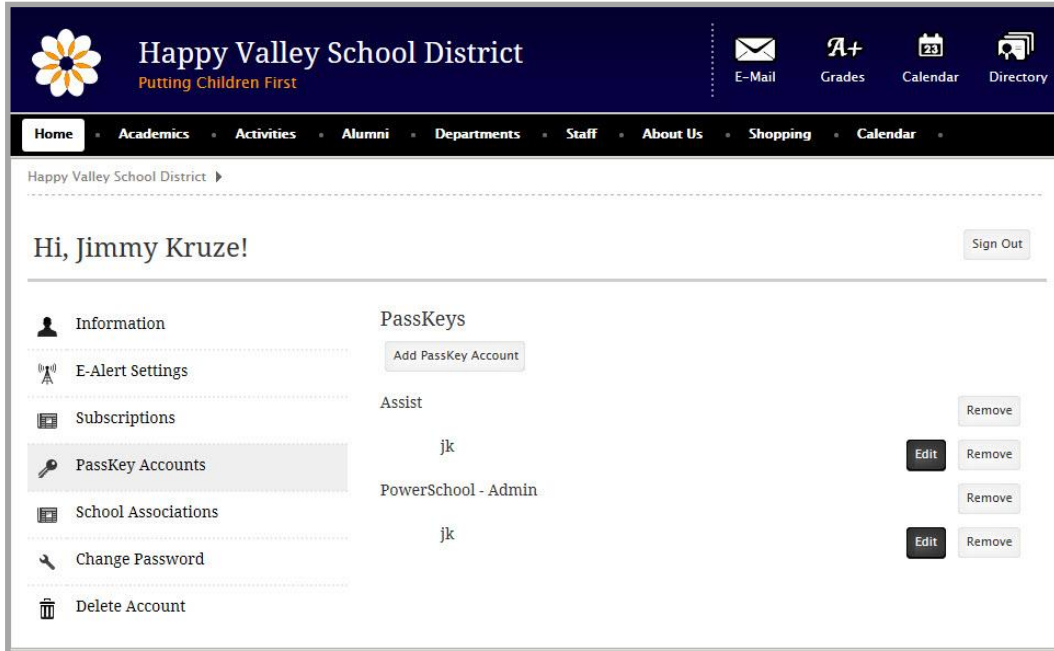 Happy Valley School District
Putting Children First
E-Mail
A+
Grades
23
Calendar
Directory
Home Academics Activities Alumni Departments Staff About Us Shopping Calendar
Happy Valley School District
Hi, Jimmy Kruze!
Sign Out
Information
E-Alert Settings
Subscriptions
PassKey Accounts
School Associations
Change Password
Delete Account
PassKeys
Add PassKey Account
Assist Remove
jk Edit Remove
PowerSchool - Admin Remove
jk Edit Remove